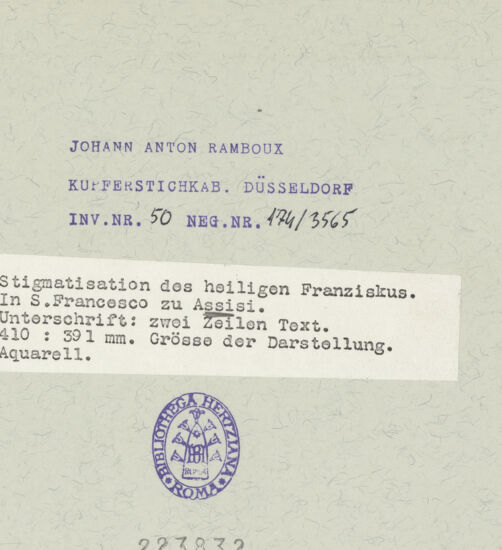 JOHANN ANTON RAMBOUX
KUPFERSTICHKAB. DÜSSELDORF
INV.NR. 50 NEG.NR. 174/3565
Stigmatisation des heiligen Franziskus.
In S.Francesco zu Assisi.
Unterschrift: zwei Zeilen Text.
410 : 391 mm. Grösse der Darstellung.
Aquarell.
BIBLIOTHECA HERTZIANA
ROMA
223832